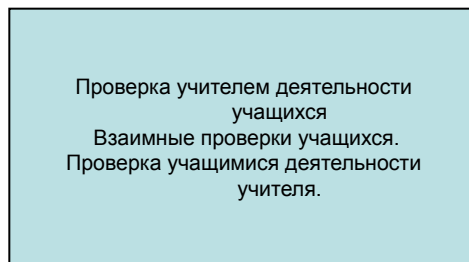 Проверка учителем деятельности
учащихся
Взаимные проверки учащихся.
Проверка учащимися деятельности
учителя.